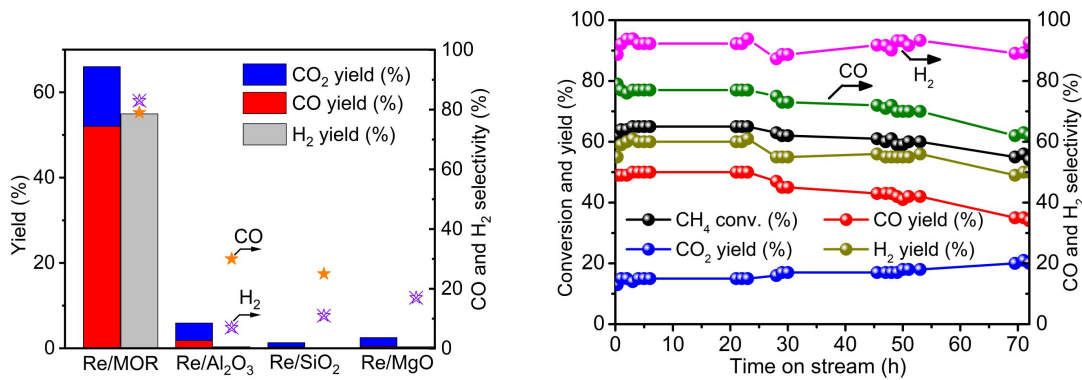 100
80
60
40
20
0
60
40
20
0
Yield (%)
CO and H2 selectivity (%)
CO2 yield (%)
CO yield (%)
H2 yield (%)
CO
H2
Re/MOR
Re/Al2O3
Re/SiO2
Re/MgO
100
80
60
40
20
0
100
80
60
40
20
0
Conversion and yield (%)
CO and H2 selectivity (%)
H2
CO
CH4 conv. (%)
CO yield (%)
CO2 yield (%)
H2 yield (%)
0 10 20 30 40 50 60 70
Time on stream (h)